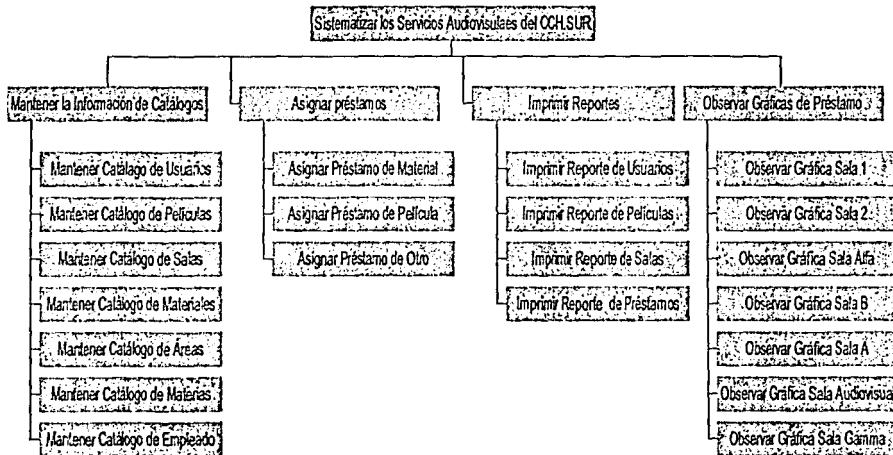 Sistematizar los Servicios Audiovisulaes del CCH.SUR
Mantener la Información de Catálogos
Asignar préstamos
Imprimir Reportes
Observar Gráficas de Préstamo
Mantener Catálago de Usuarios
Mantener Catálogo de Películas
Mantener Catálogo de Salas
Mantener Catálogo de Materiales
Mantener Catálogo de Áreas
Mantener Catálogo de Materias
Mantener Catálogo de Empleado
Asignar Préstamo de Material
Asignar Préstamo de Película
Asignar Préstamo de Otro
Imprimir Reporte de Usuarios
Imprimir Reporte de Películas
Imprimir Reporte de Salas
Imprimir Reporte de Préstamos
Observar Gráfica Sala 1
Observar Gráfica Sala 2
Observar Gráfica Sala Alfa
Observar Gráfica Sala B
Observar Gráfica Sala A
Observar Gráfica Sala Audiovisual
Observar Gráfica Sala Gamma